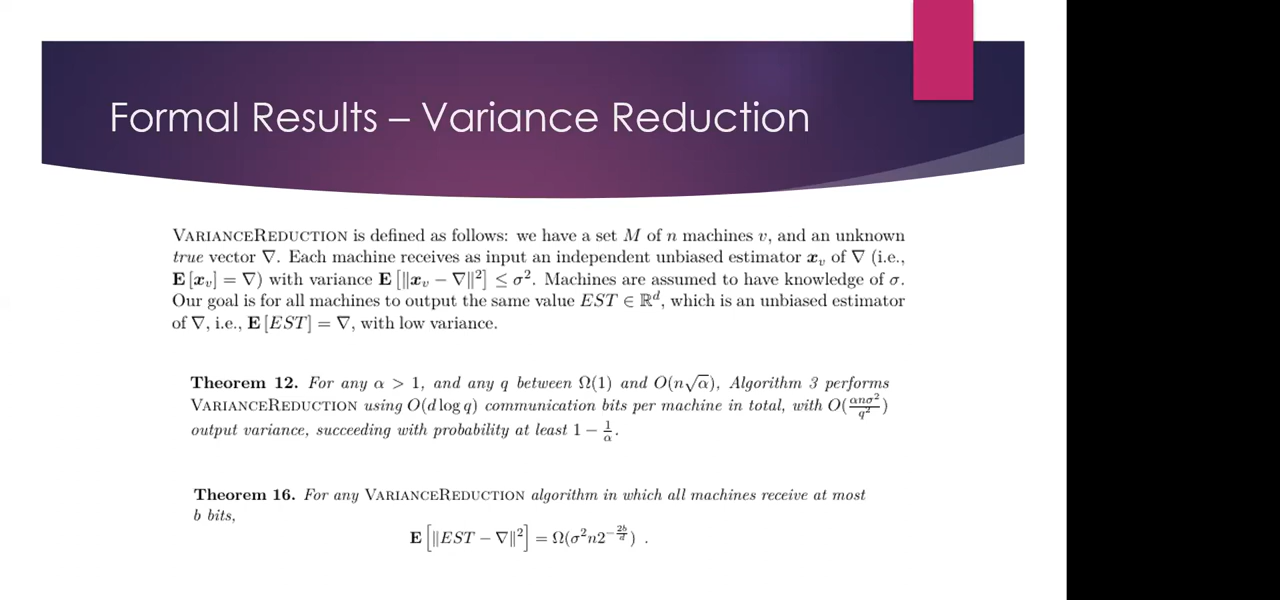 Formal Results – Variance Reduction
VARIANCEREDUCTION is defined as follows: we have a set M of n machines v, and an unknown
true vector ∇. Each machine receives as input an independent unbiased estimator 𝒙ᵥ of ∇ (i.e.,
E[𝒙ᵥ] = ∇) with variance E[‖𝒙ᵥ − ∇‖²] ≤ σ². Machines are assumed to have knowledge of σ.
Our goal is for all machines to output the same value EST ∈ ℝᵈ, which is an unbiased estimator
of ∇, i.e., E[EST] = ∇, with low variance.
Theorem 12. For any α > 1, and any q between Ω(1) and O(n√α), Algorithm 3 performs
VARIANCEREDUCTION using O(d log q) communication bits per machine in total, with O(αnσ²/q²)
output variance, succeeding with probability at least 1 − 1/α.
Theorem 16. For any VARIANCEREDUCTION algorithm in which all machines receive at most
b bits,
E[‖EST − ∇‖²] = Ω(σ²n2^(−2b/d)) .